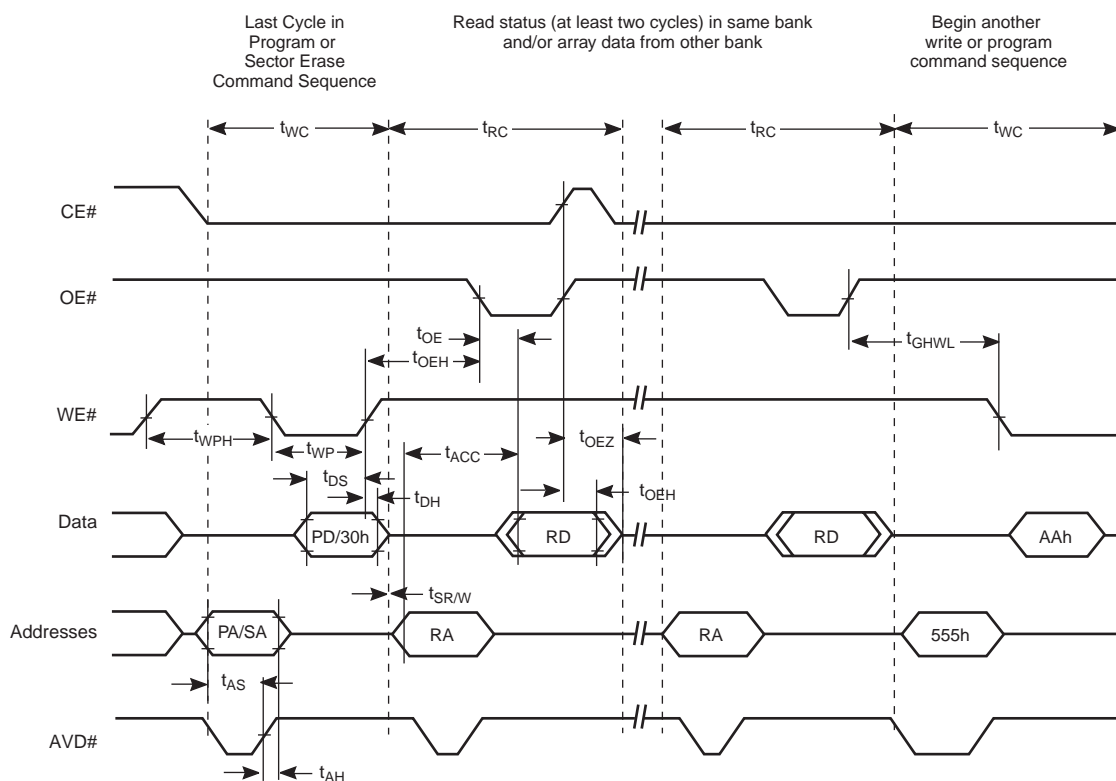 Last Cycle in
Program or
Sector Erase
Command Sequence
Read status (at least two cycles) in same bank
and/or array data from other bank
Begin another
write or program
command sequence
tWC
tRC
tRC
tWC
CE#
OE#
tOE
tOEH
tGHWL
WE#
tWPH
tWP
tACC
tOEZ
tDS
tDH
tOEH
Data
PD/30h
RD
RD
AAh
tSR/W
Addresses
PA/SA
RA
RA
555h
tAS
AVD#
tAH